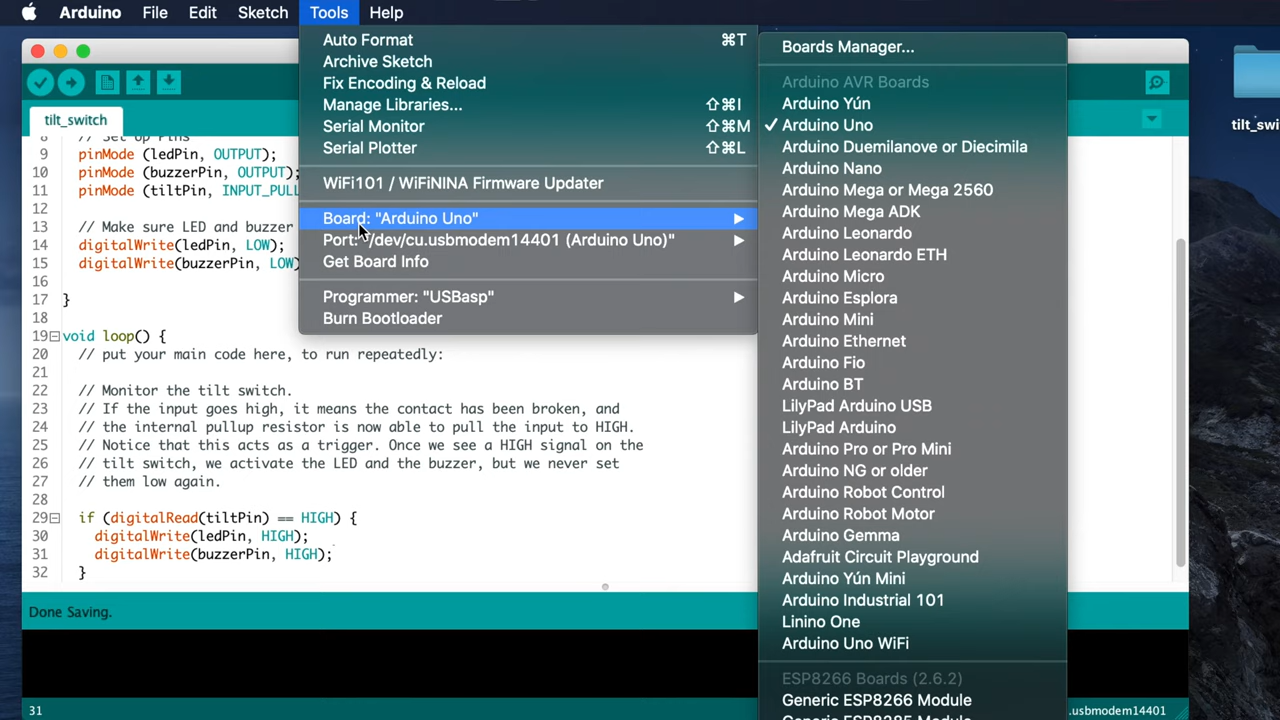 Arduino File Edit Sketch Tools Help
Auto Format ⌘T
Archive Sketch
Fix Encoding & Reload
Manage Libraries... ⇧⌘I
Serial Monitor ⇧⌘M
Serial Plotter ⇧⌘L
WiFi101 / WiFiNINA Firmware Updater
Board: "Arduino Uno"
Port: "/dev/cu.usbmodem14401 (Arduino Uno)"
Get Board Info
Programmer: "USBasp"
Burn Bootloader
Boards Manager...
Arduino AVR Boards
Arduino Yún
✓ Arduino Uno
Arduino Duemilanove or Diecimila
Arduino Nano
Arduino Mega or Mega 2560
Arduino Mega ADK
Arduino Leonardo
Arduino Leonardo ETH
Arduino Micro
Arduino Esplora
Arduino Mini
Arduino Ethernet
Arduino Fio
Arduino BT
LilyPad Arduino USB
LilyPad Arduino
Arduino Pro or Pro Mini
Arduino NG or older
Arduino Robot Control
Arduino Robot Motor
Arduino Gemma
Adafruit Circuit Playground
Arduino Yún Mini
Arduino Industrial 101
Linino One
Arduino Uno WiFi
ESP8266 Boards (2.6.2)
Generic ESP8266 Module
Generic ESP8285 Module
tilt_switch
8 // Set up Pins
9 pinMode (ledPin, OUTPUT);
10 pinMode (buzzerPin, OUTPUT);
11 pinMode (tiltPin, INPUT_PULL
12
13 // Make sure LED and buzzer
14 digitalWrite(ledPin, LOW);
15 digitalWrite(buzzerPin, LOW)
16
17 }
18
19 void loop() {
20 // put your main code here, to run repeatedly:
21
22 // Monitor the tilt switch.
23 // If the input goes high, it means the contact has been broken, and
24 // the internal pullup resistor is now able to pull the input to HIGH.
25 // Notice that this acts as a trigger. Once we see a HIGH signal on the
26 // tilt switch, we activate the LED and the buzzer, but we never set
27 // them low again.
28
29 if (digitalRead(tiltPin) == HIGH) {
30 digitalWrite(ledPin, HIGH);
31 digitalWrite(buzzerPin, HIGH);
32 }
Done Saving.
31
.usbmodem14401
tilt_swi